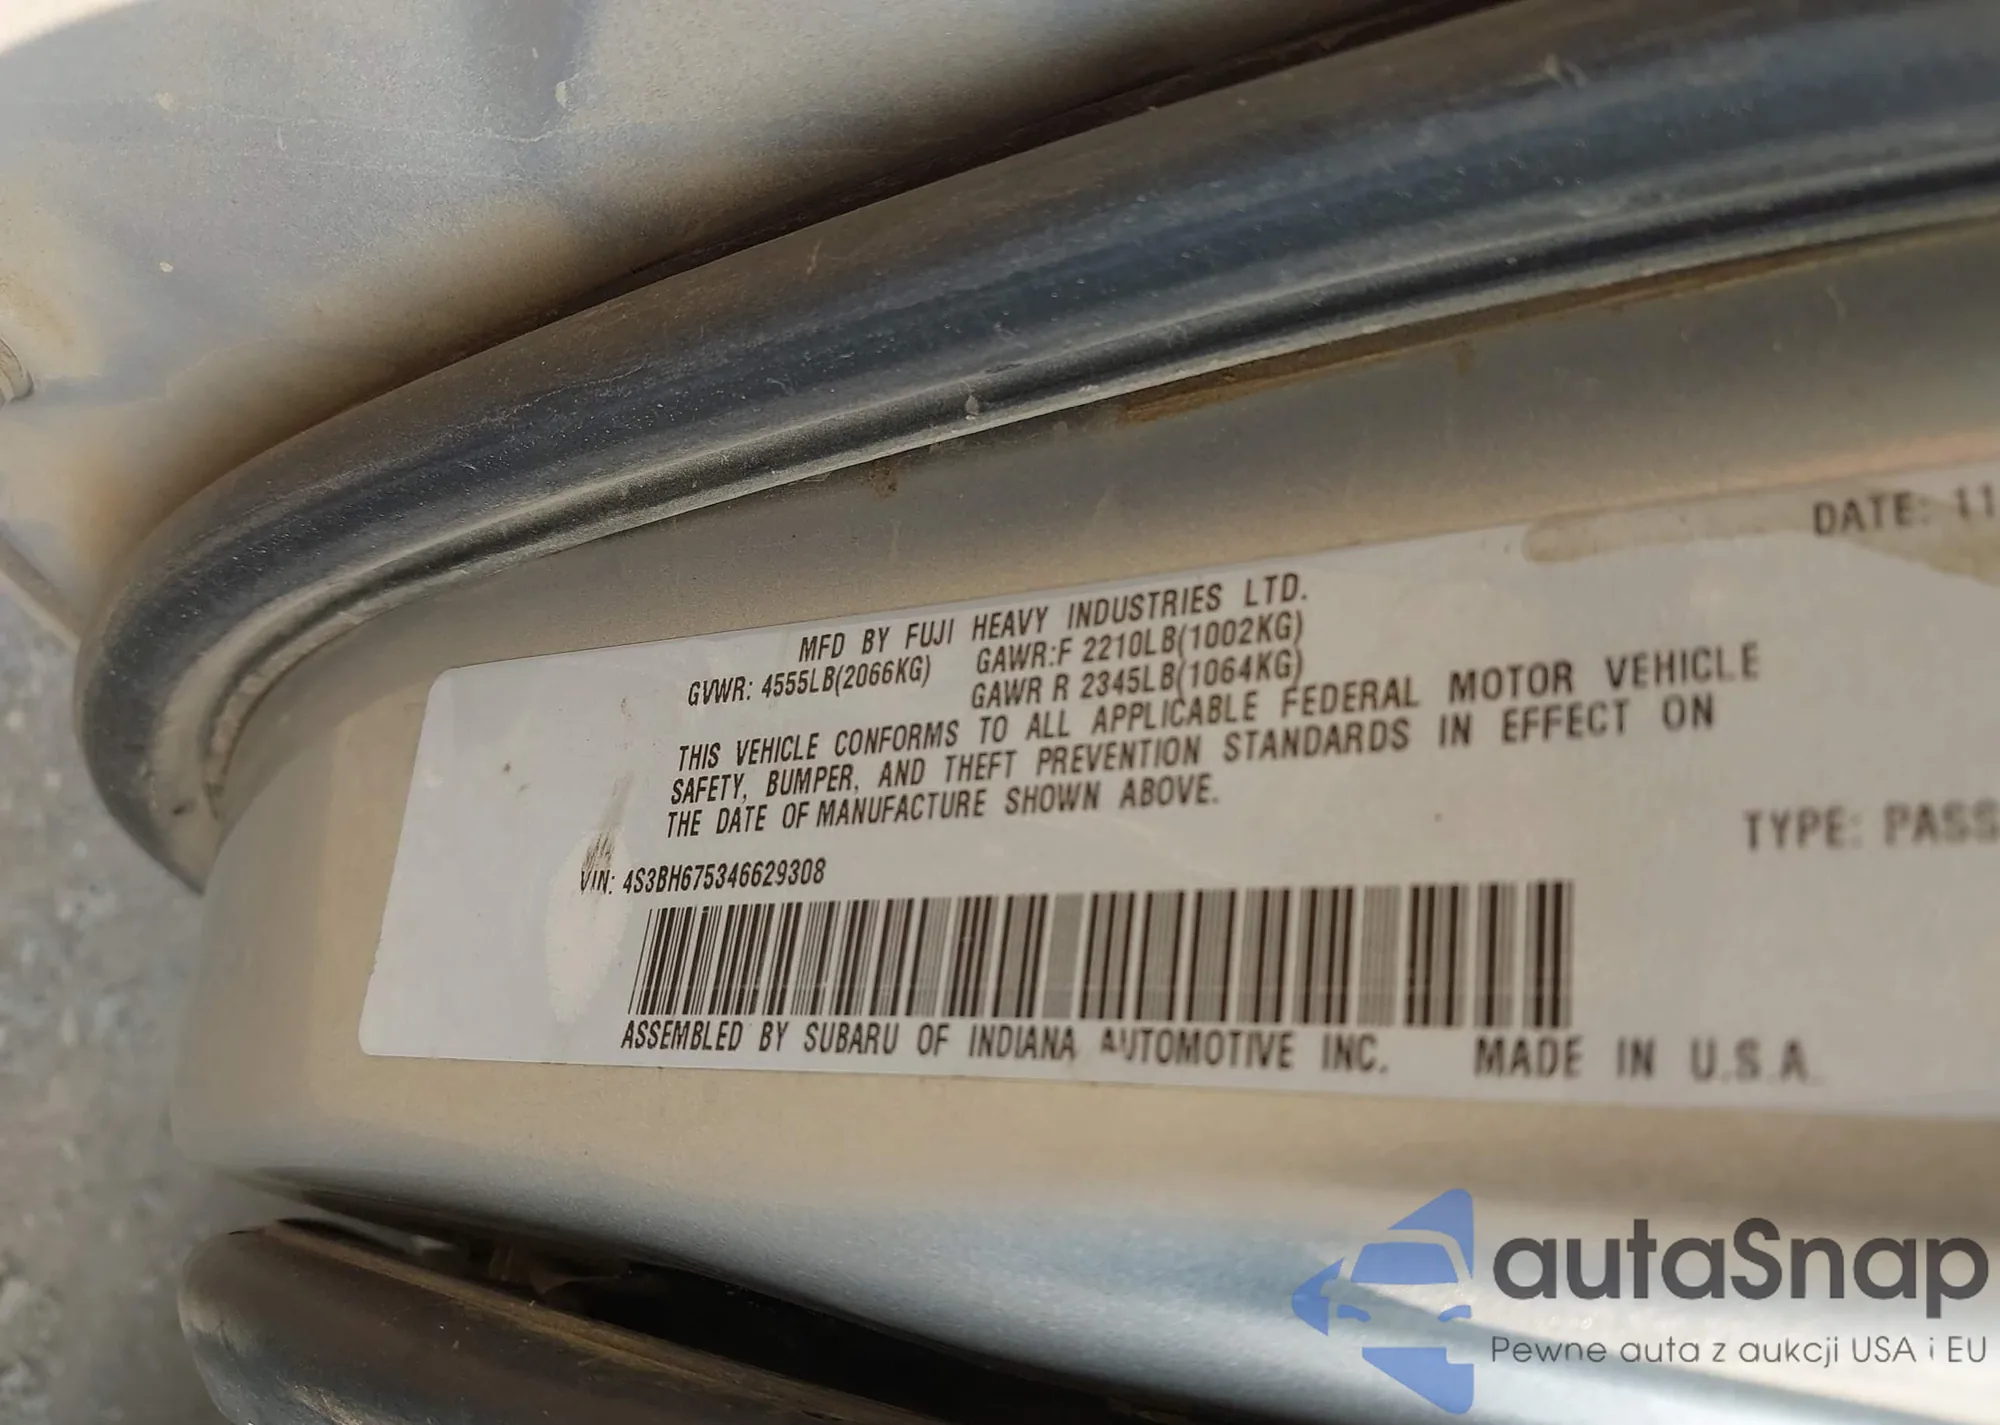 DATE: 11
MFD BY FUJI HEAVY INDUSTRIES LTD.
GVWR: 4555LB(2066KG) GAWR:F 2210LB(1002KG)
GAWR R 2345LB(1064KG)
THIS VEHICLE CONFORMS TO ALL APPLICABLE FEDERAL MOTOR VEHICLE
SAFETY, BUMPER, AND THEFT PREVENTION STANDARDS IN EFFECT ON
THE DATE OF MANUFACTURE SHOWN ABOVE.
TYPE: PASS
VIN: 4S3BH675346629308
ASSEMBLED BY SUBARU OF INDIANA AUTOMOTIVE INC. MADE IN U.S.A.
autaSnap
Pewne auta z aukcji USA i EU